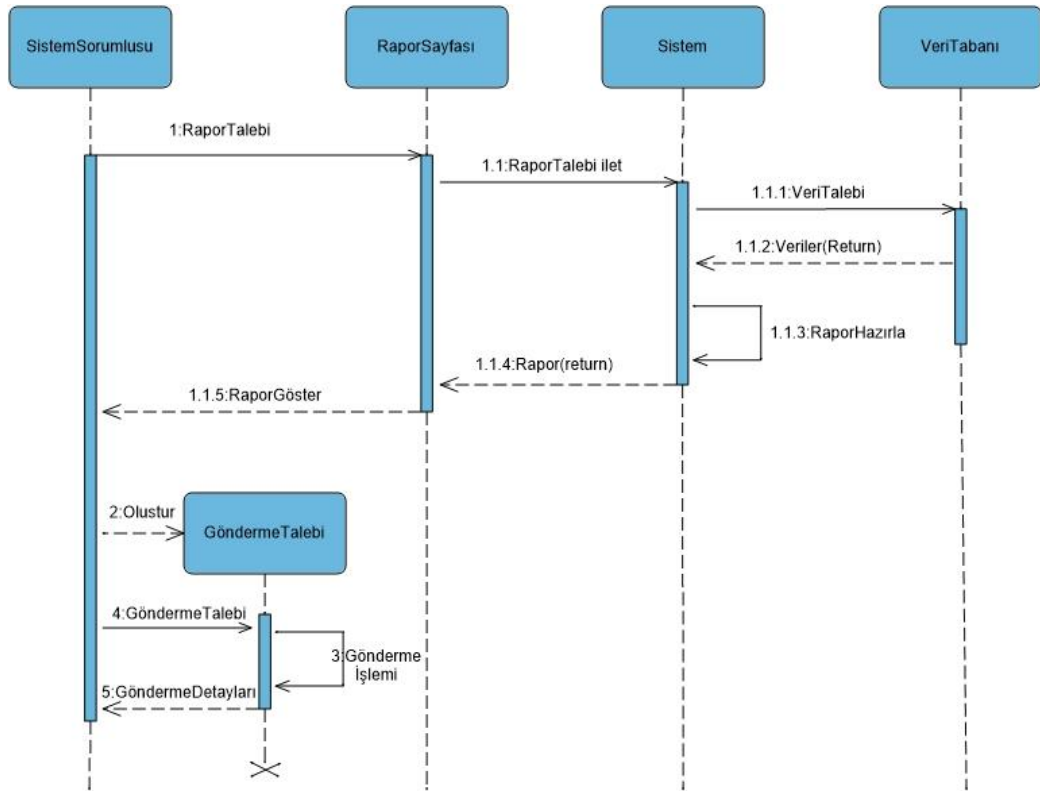 SistemSorumlusu
RaporSayfası
Sistem
VeriTabanı
1:RaporTalebi
1.1:RaporTalebi ilet
1.1.1:VeriTalebi
1.1.2:Veriler(Return)
1.1.3:RaporHazırla
1.1.4:Rapor(return)
1.1.5:RaporGöster
2:Olustur
GöndermeTalebi
4:GöndermeTalebi
3:Gönderme
İşlemi
5:GöndermeDetayları